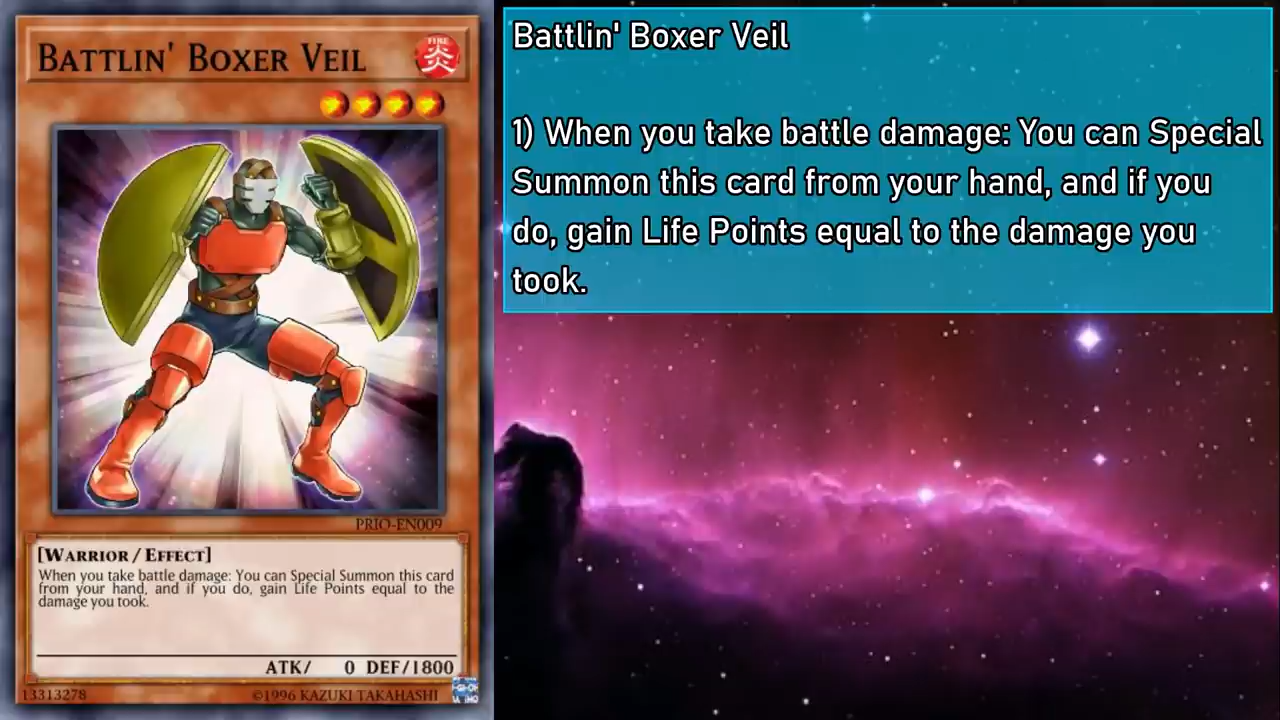 BATTLIN' BOXER VEIL
FIRE
炎
PRIO-EN009
[WARRIOR / EFFECT]
When you take battle damage: You can Special Summon this card
from your hand, and if you do, gain Life Points equal to the
damage you took.
ATK/ 0 DEF/1800
13313278
©1996 KAZUKI TAKAHASHI
Battlin' Boxer Veil
1) When you take battle damage: You can Special
Summon this card from your hand, and if you
do, gain Life Points equal to the damage you
took.